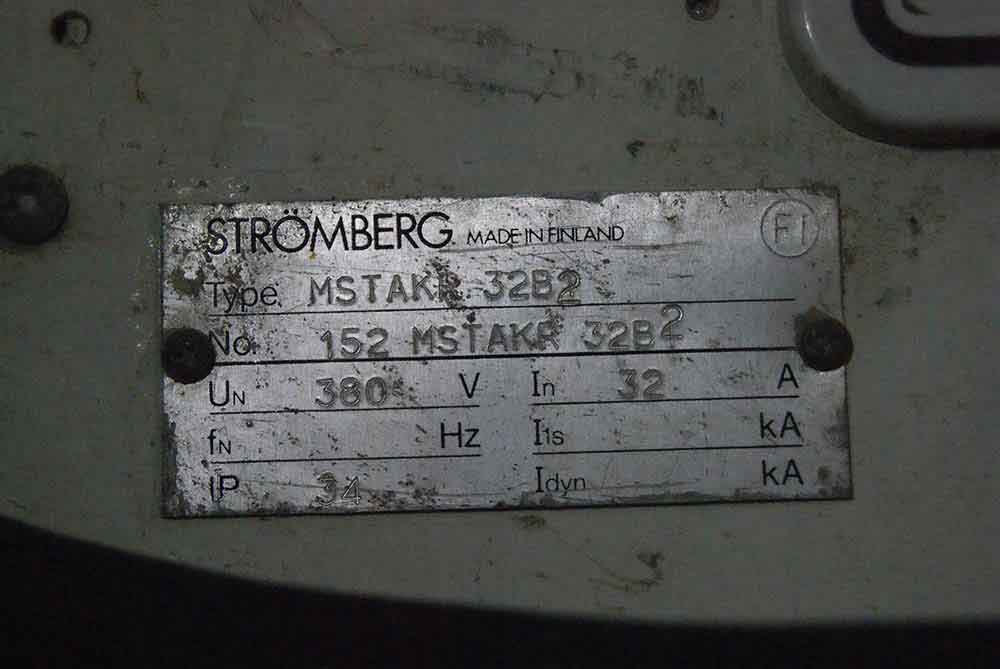 STRÖMBERG MADE IN FINLAND FI
Type MSTAKR 32B2
No 152 MSTAKR 32B2
UN 380 V In 32 A
fN Hz I1s kA
IP 34 Idyn kA